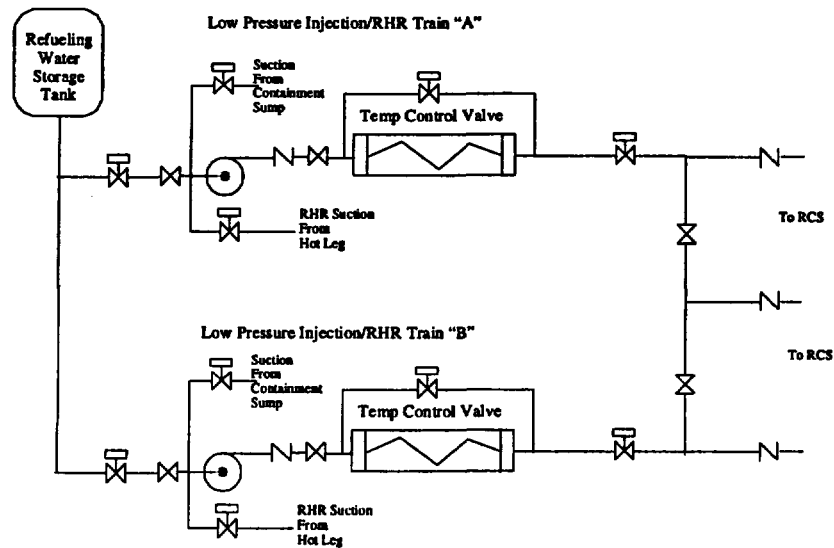 Low Pressure Injection/RHR Train “A”
Refueling
Water
Storage
Tank
Suction
From
Containment
Sump
Temp Control Valve
RHR Suction
From
Hot Leg
To RCS
Low Pressure Injection/RHR Train “B”
To RCS
Suction
From
Containment
Sump
Temp Control Valve
RHR Suction
From
Hot Leg